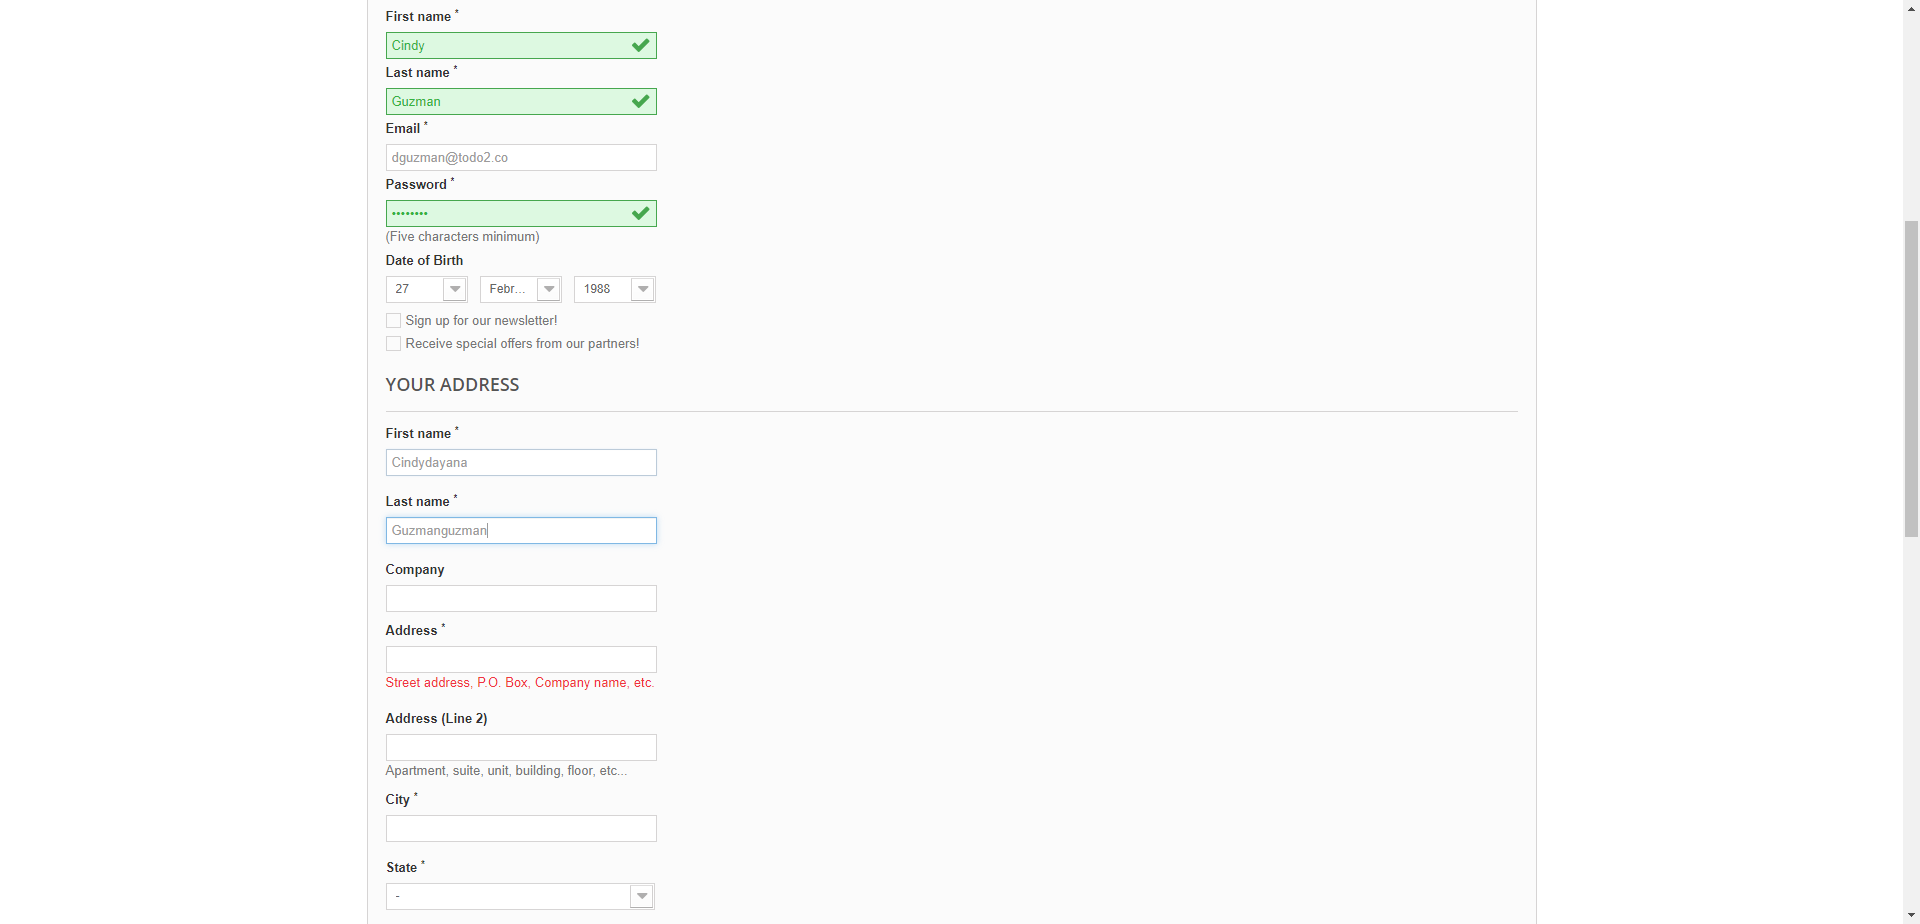 First name *
Cindy
Last name *
Guzman
Email *
dguzman@todo2.co
Password *
••••••••
(Five characters minimum)
Date of Birth
27 Febr... 1988
Sign up for our newsletter!
Receive special offers from our partners!
YOUR ADDRESS
First name *
Cindydayana
Last name *
Guzmanguzman
Company
Address *
Street address, P.O. Box, Company name, etc.
Address (Line 2)
Apartment, suite, unit, building, floor, etc...
City *
State *
-